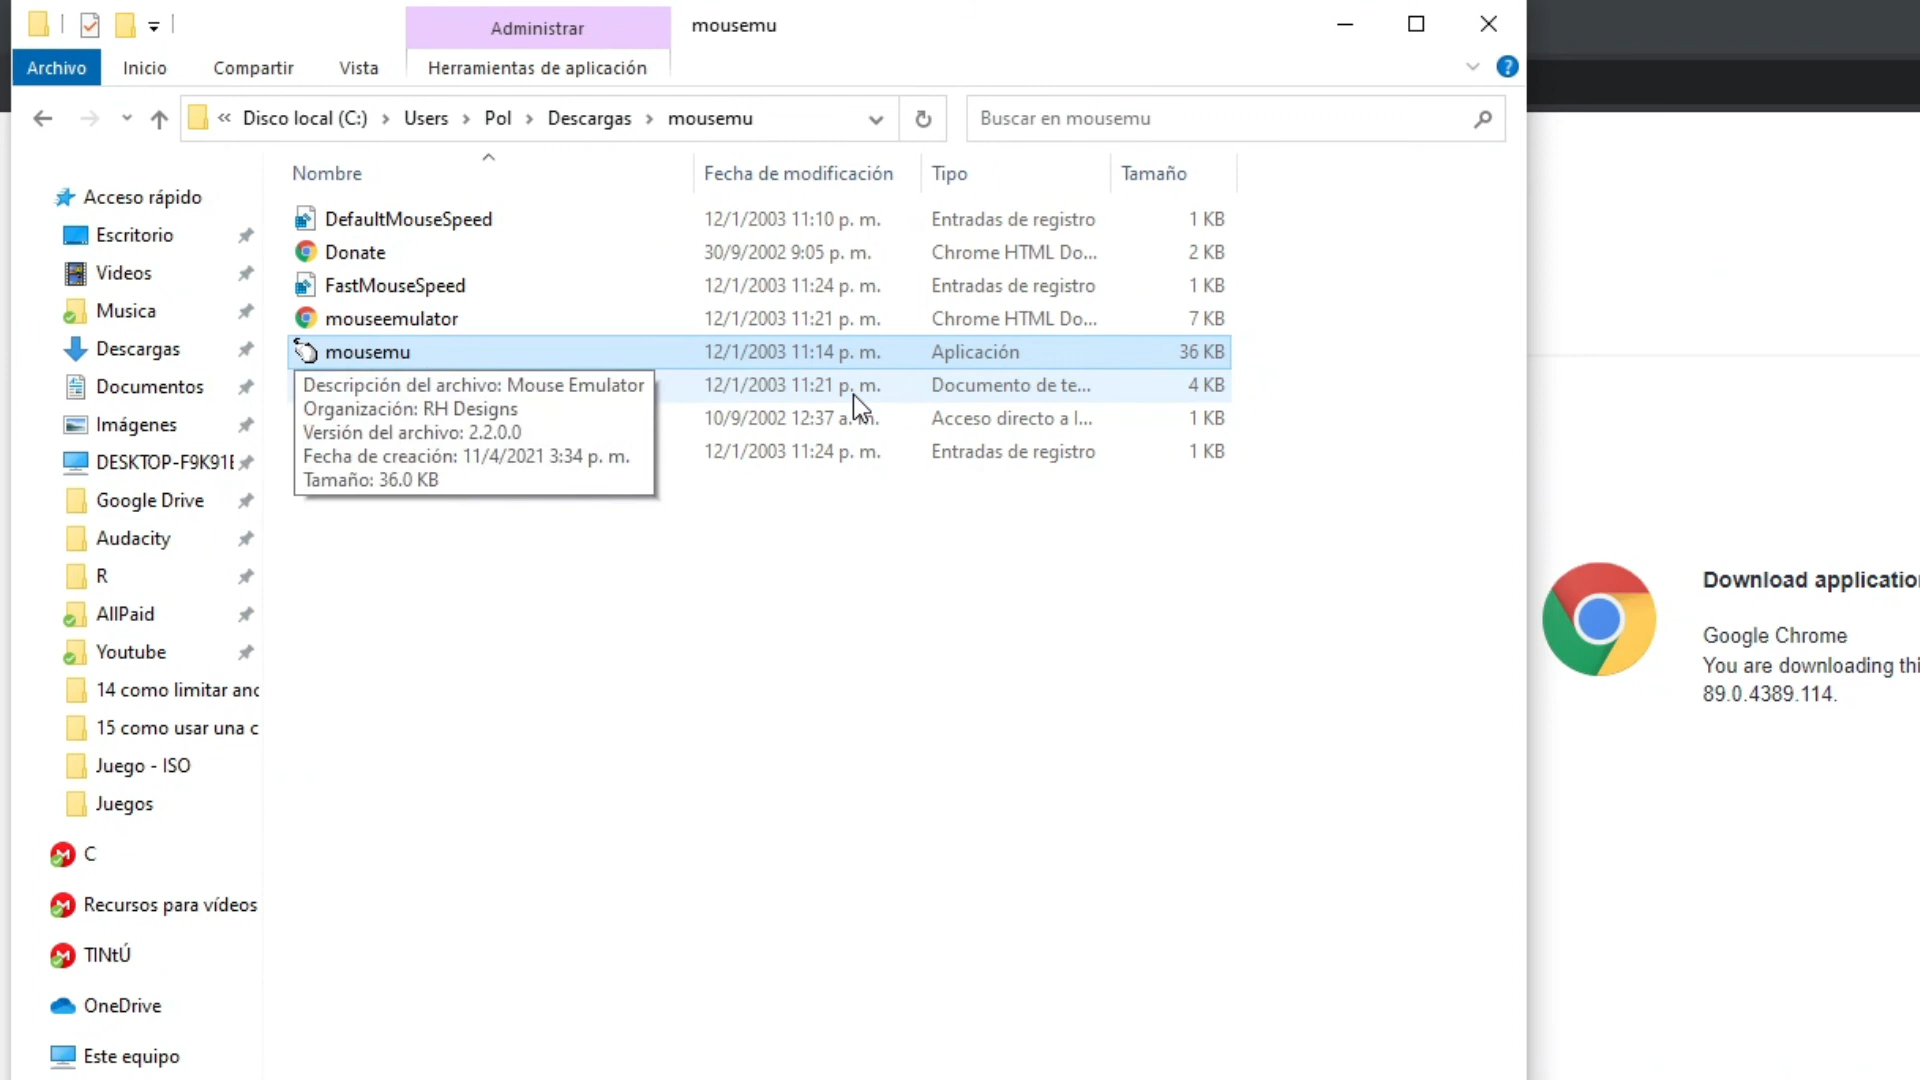 Administrar
mousemu
Archivo
Inicio
Compartir
Vista
Herramientas de aplicación
« Disco local (C:) › Users › Pol › Descargas › mousemu
Buscar en mousemu
Nombre
Fecha de modificación
Tipo
Tamaño
DefaultMouseSpeed 12/1/2003 11:10 p. m. Entradas de registro 1 KB
Donate 30/9/2002 9:05 p. m. Chrome HTML Do... 2 KB
FastMouseSpeed 12/1/2003 11:24 p. m. Entradas de registro 1 KB
mouseemulator 12/1/2003 11:21 p. m. Chrome HTML Do... 7 KB
mousemu 12/1/2003 11:14 p. m. Aplicación 36 KB
12/1/2003 11:21 p. m. Documento de te... 4 KB
10/9/2002 12:37 a. m. Acceso directo a l... 1 KB
12/1/2003 11:24 p. m. Entradas de registro 1 KB
Descripción del archivo: Mouse Emulator
Organización: RH Designs
Versión del archivo: 2.2.0.0
Fecha de creación: 11/4/2021 3:34 p. m.
Tamaño: 36.0 KB
Acceso rápido
Escritorio
Videos
Musica
Descargas
Documentos
Imágenes
DESKTOP-F9K91
Google Drive
Audacity
R
AllPaid
Youtube
14 como limitar anc
15 como usar una c
Juego - ISO
Juegos
C
Recursos para vídeos
TINtÚ
OneDrive
Este equipo
Download applicatio
Google Chrome
You are downloading thi
89.0.4389.114.